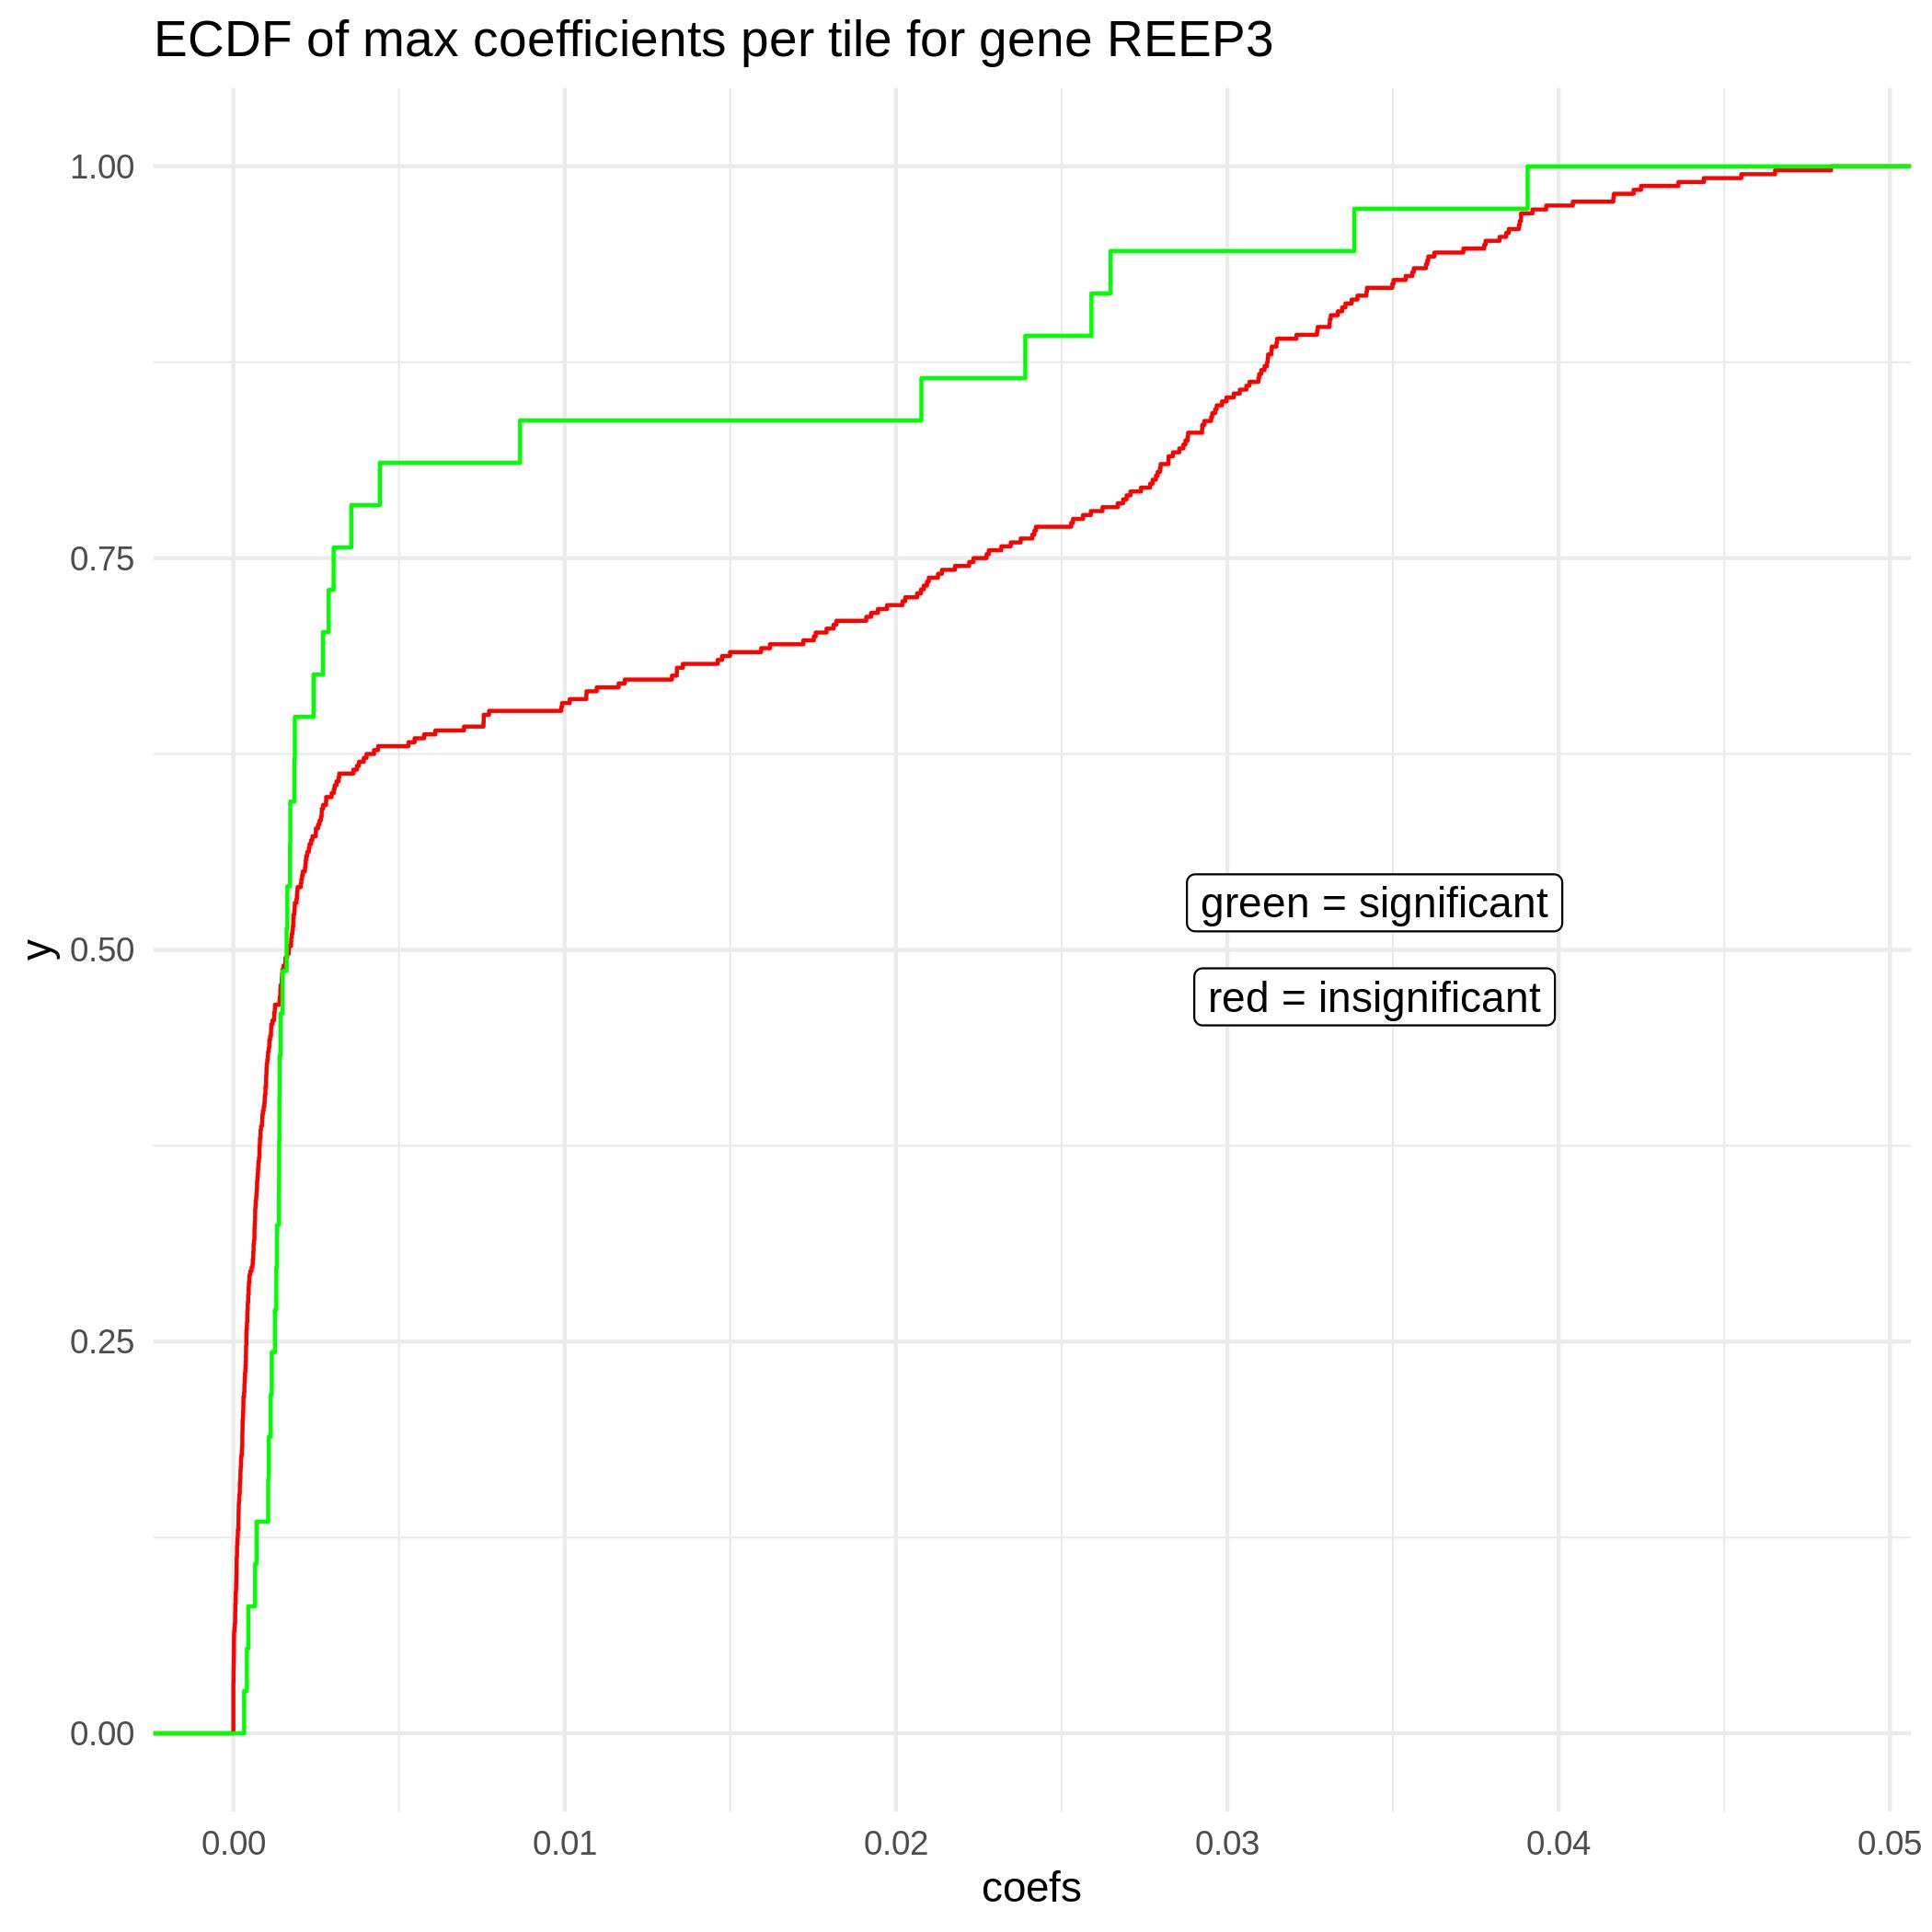 ECDF of max coefficients per tile for gene REEP3
1.00
0.75
0.50
0.25
0.00
y
green = significant
red = insignificant
0.00 0.01 0.02 0.03 0.04 0.05
coefs